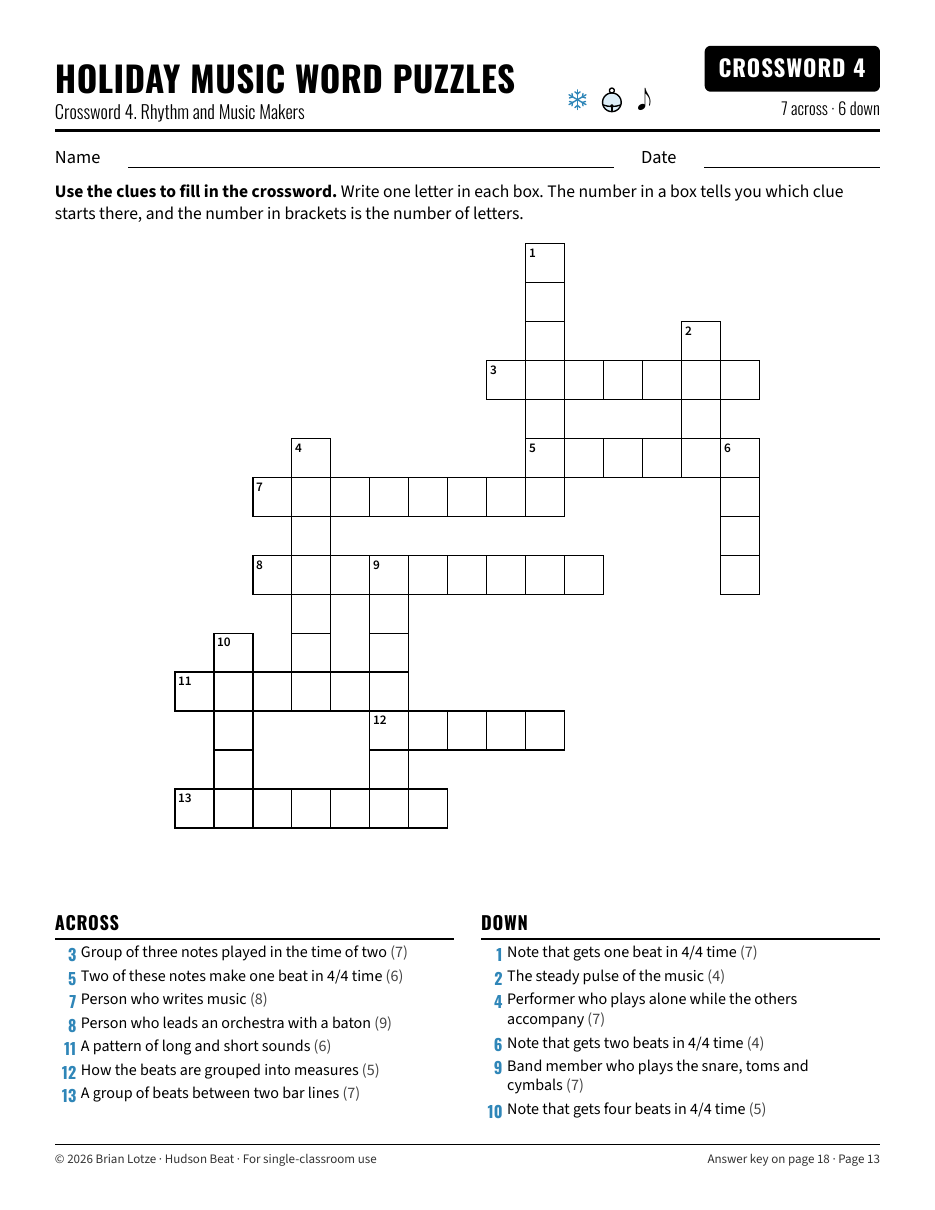 HOLIDAY MUSIC WORD PUZZLES
CROSSWORD 4
Crossword 4. Rhythm and Music Makers
7 across · 6 down
Name
Date
Use the clues to fill in the crossword. Write one letter in each box. The number in a box tells you which clue
starts there, and the number in brackets is the number of letters.
1
2
3
4
5
6
7
8
9
10
11
12
13
ACROSS
3 Group of three notes played in the time of two (7)
5 Two of these notes make one beat in 4/4 time (6)
7 Person who writes music (8)
8 Person who leads an orchestra with a baton (9)
11 A pattern of long and short sounds (6)
12 How the beats are grouped into measures (5)
13 A group of beats between two bar lines (7)
DOWN
1 Note that gets one beat in 4/4 time (7)
2 The steady pulse of the music (4)
4 Performer who plays alone while the others
accompany (7)
6 Note that gets two beats in 4/4 time (4)
9 Band member who plays the snare, toms and
cymbals (7)
10 Note that gets four beats in 4/4 time (5)
© 2026 Brian Lotze · Hudson Beat · For single-classroom use
Answer key on page 18 · Page 13